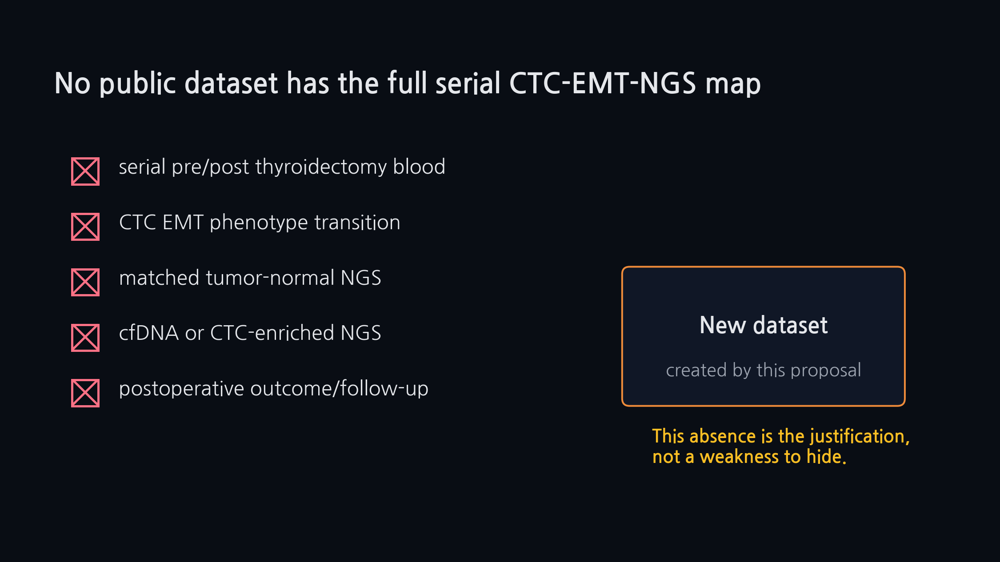 No public dataset has the full serial CTC-EMT-NGS map
serial pre/post thyroidectomy blood
CTC EMT phenotype transition
matched tumor-normal NGS
cfDNA or CTC-enriched NGS
postoperative outcome/follow-up
New dataset
created by this proposal
This absence is the justification,
not a weakness to hide.